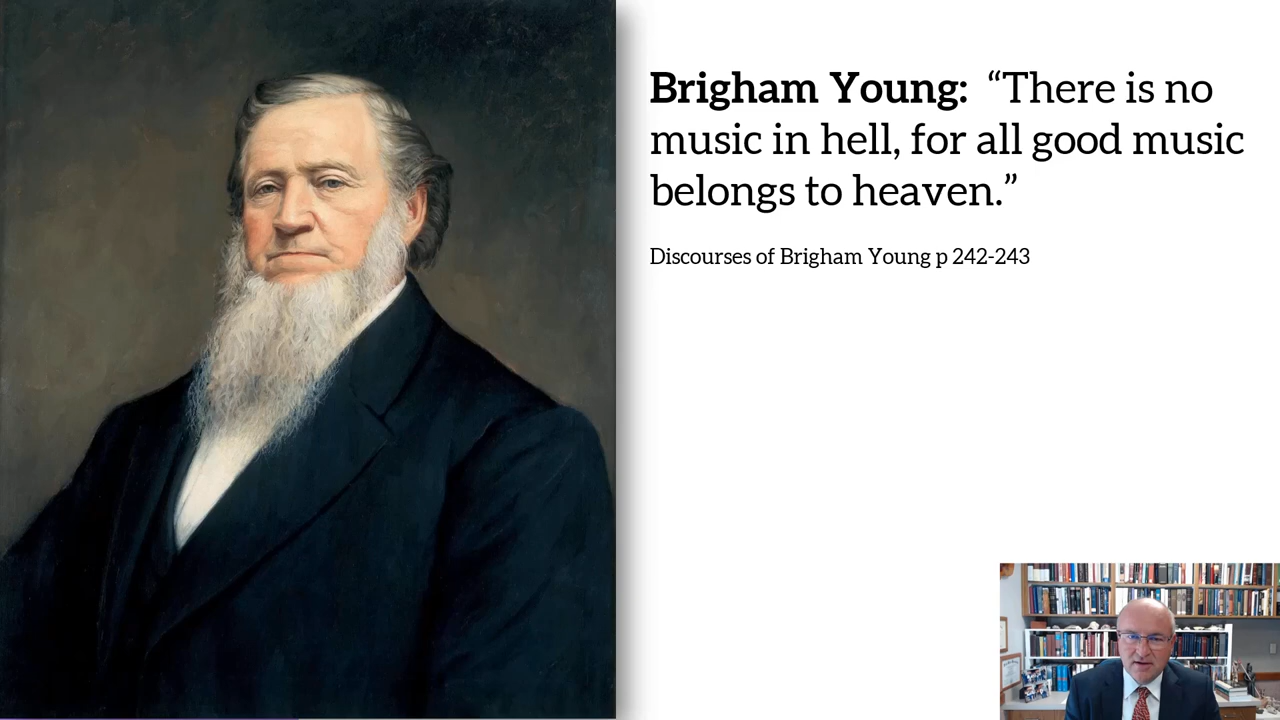 Brigham Young: “There is no
music in hell, for all good music
belongs to heaven.”
Discourses of Brigham Young p 242-243